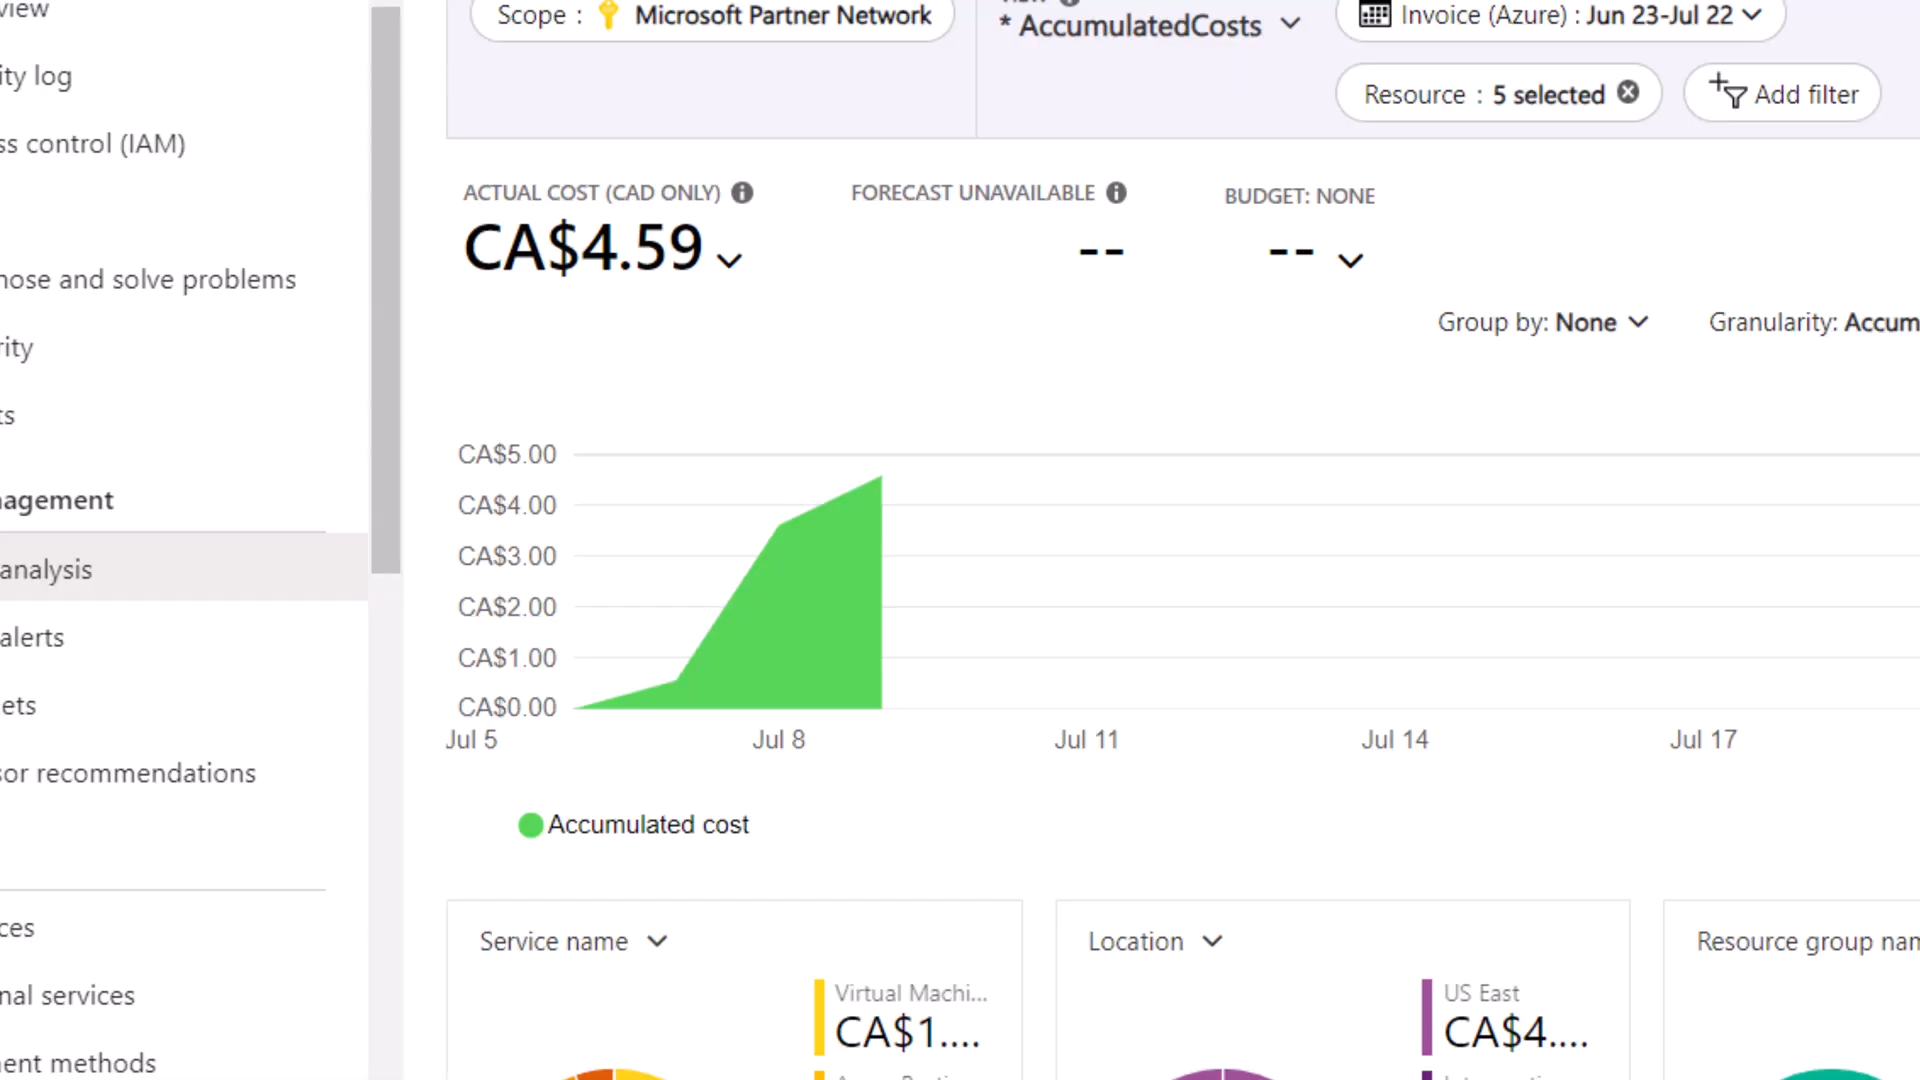 view
Scope : Microsoft Partner Network
* AccumulatedCosts
Invoice (Azure) : Jun 23-Jul 22
ity log
Resource : 5 selected
Add filter
ss control (IAM)
ACTUAL COST (CAD ONLY)
FORECAST UNAVAILABLE
BUDGET: NONE
CA$4.59
--
--
nose and solve problems
Group by: None
Granularity: Accum
rity
ts
CA$5.00
CA$4.00
CA$3.00
CA$2.00
CA$1.00
CA$0.00
nagement
analysis
alerts
ets
Jul 5
Jul 8
Jul 11
Jul 14
Jul 17
sor recommendations
Accumulated cost
ces
Service name
Location
Resource group nam
nal services
Virtual Machi...
CA$1....
US East
CA$4....
ent methods